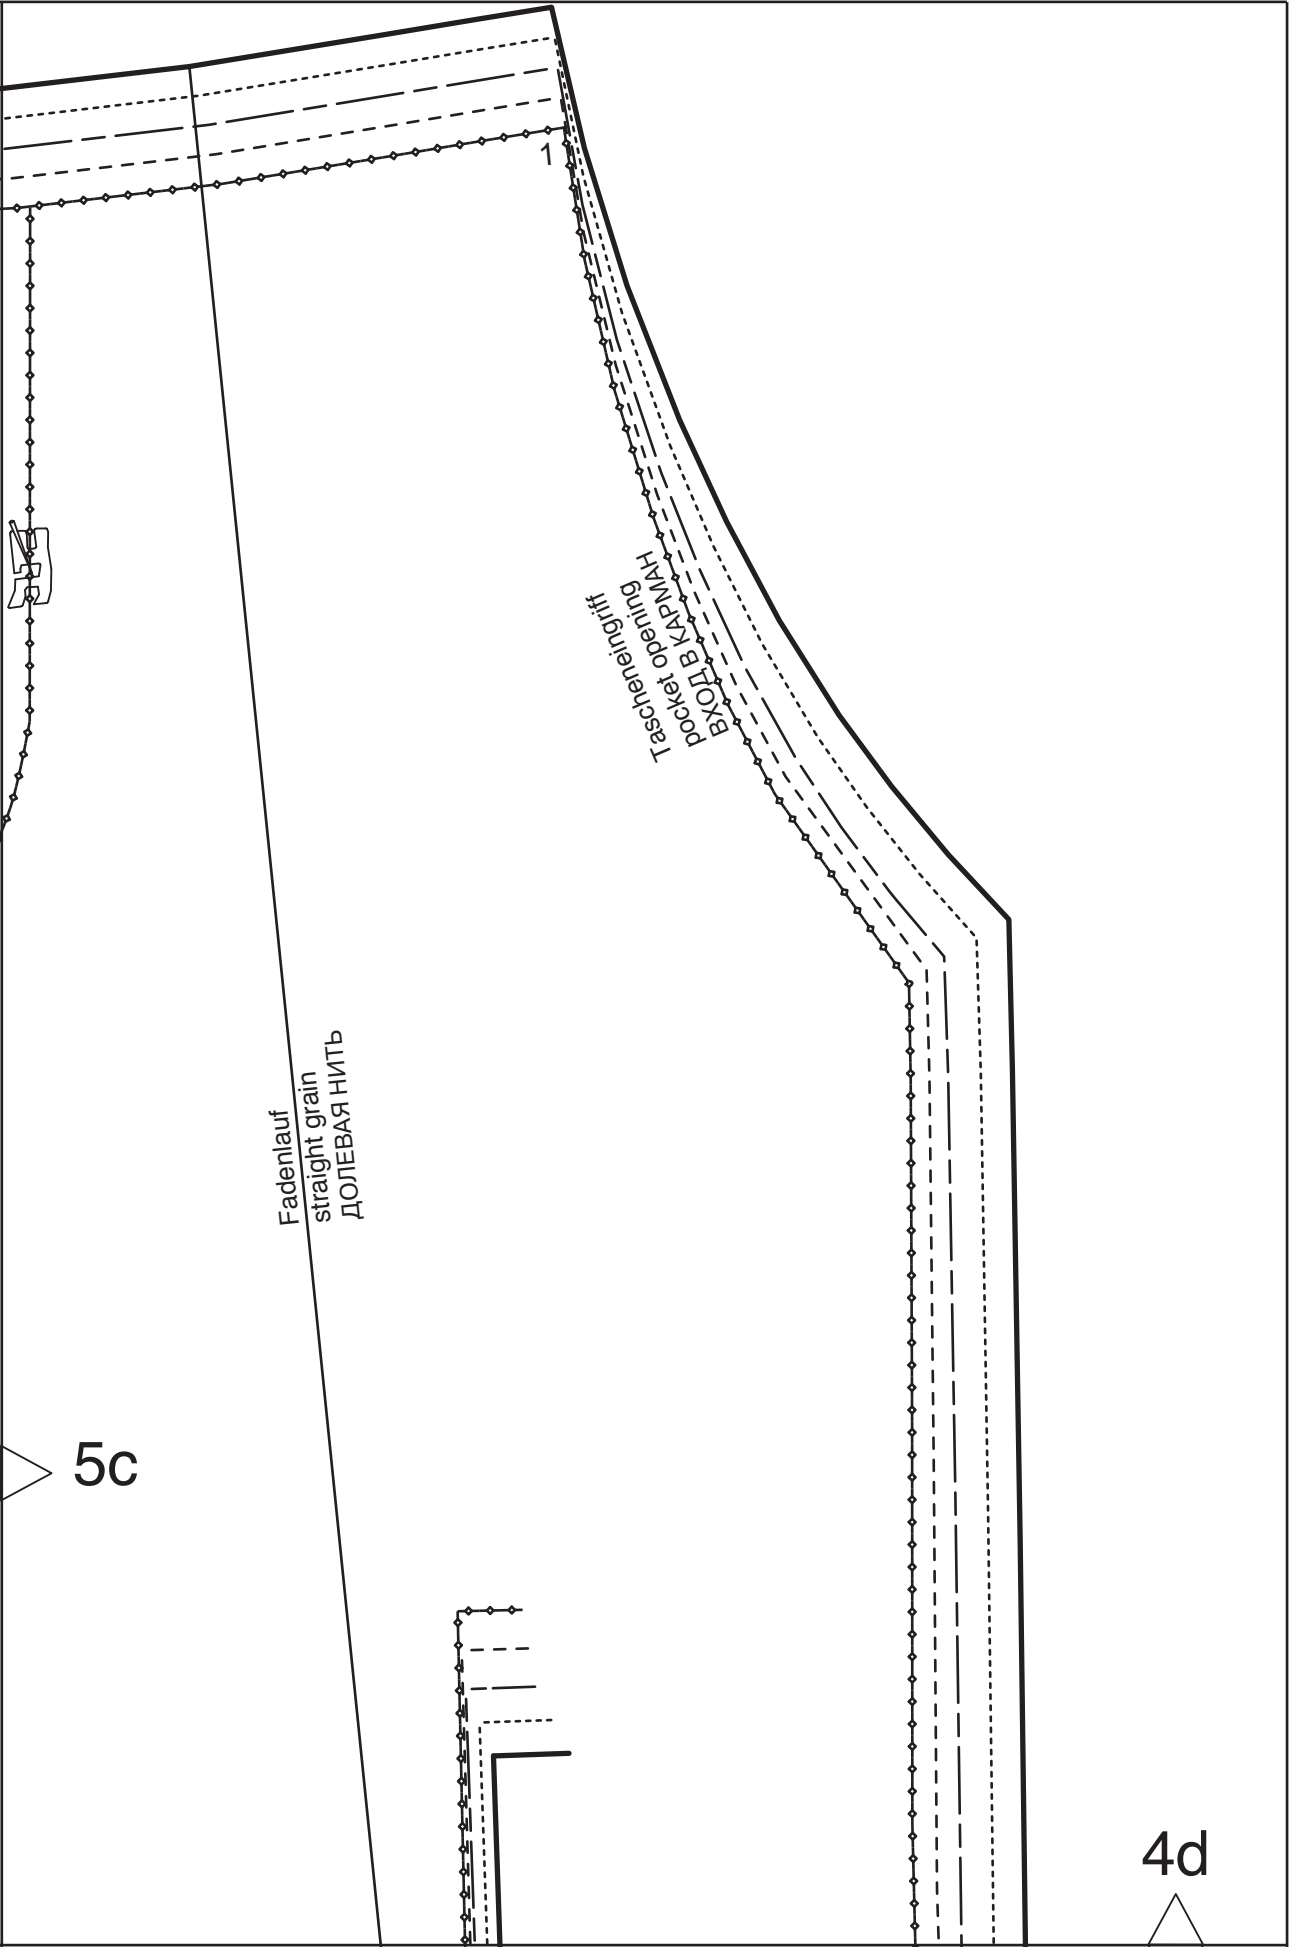 1
Tascheneingriff
pocket opening
ВХОД В КАРМАН
Fadenlauf
straight grain
ДОЛЕВАЯ НИТЬ
5c
4d